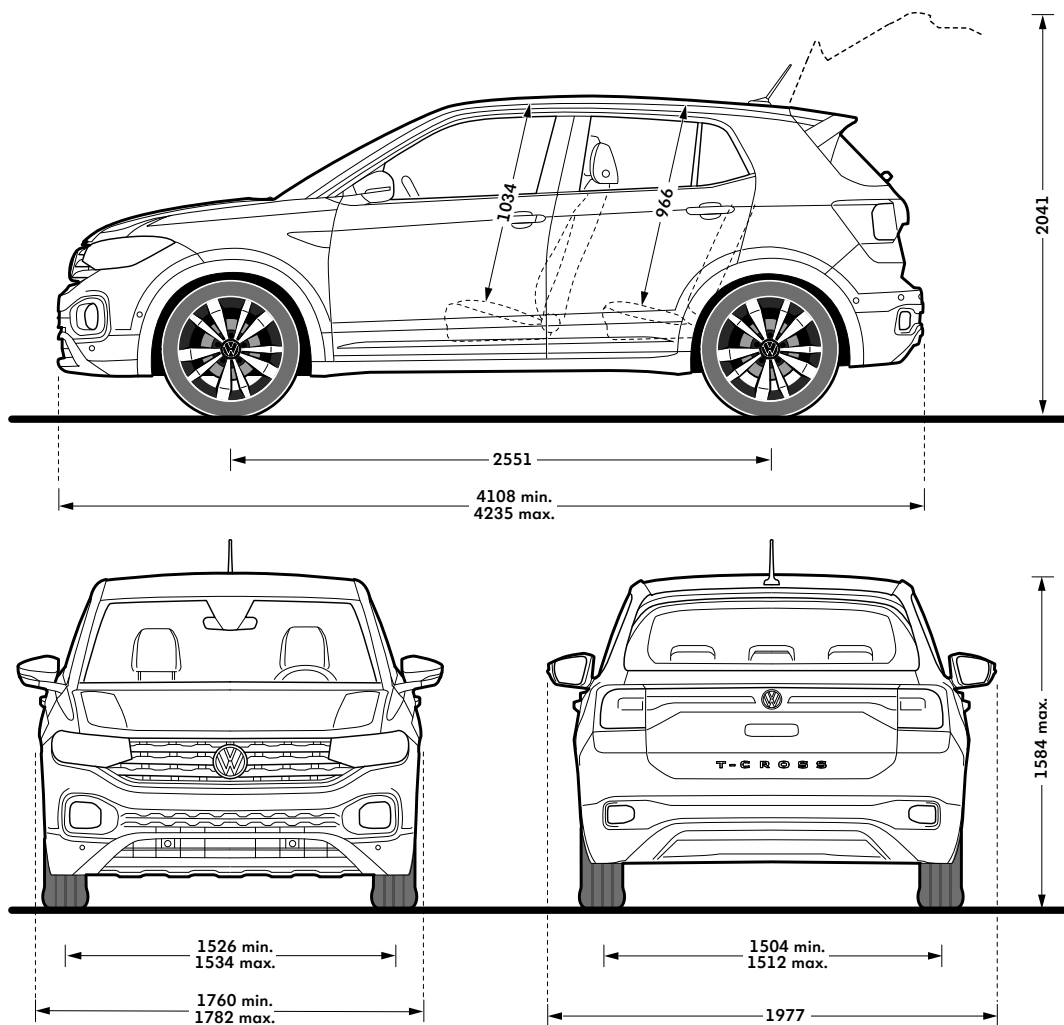 1034
966
2041
2551
4108 min.
4235 max.
T-CROSS
1584 max.
1526 min.
1534 max.
1504 min.
1512 max.
1760 min.
1782 max.
1977